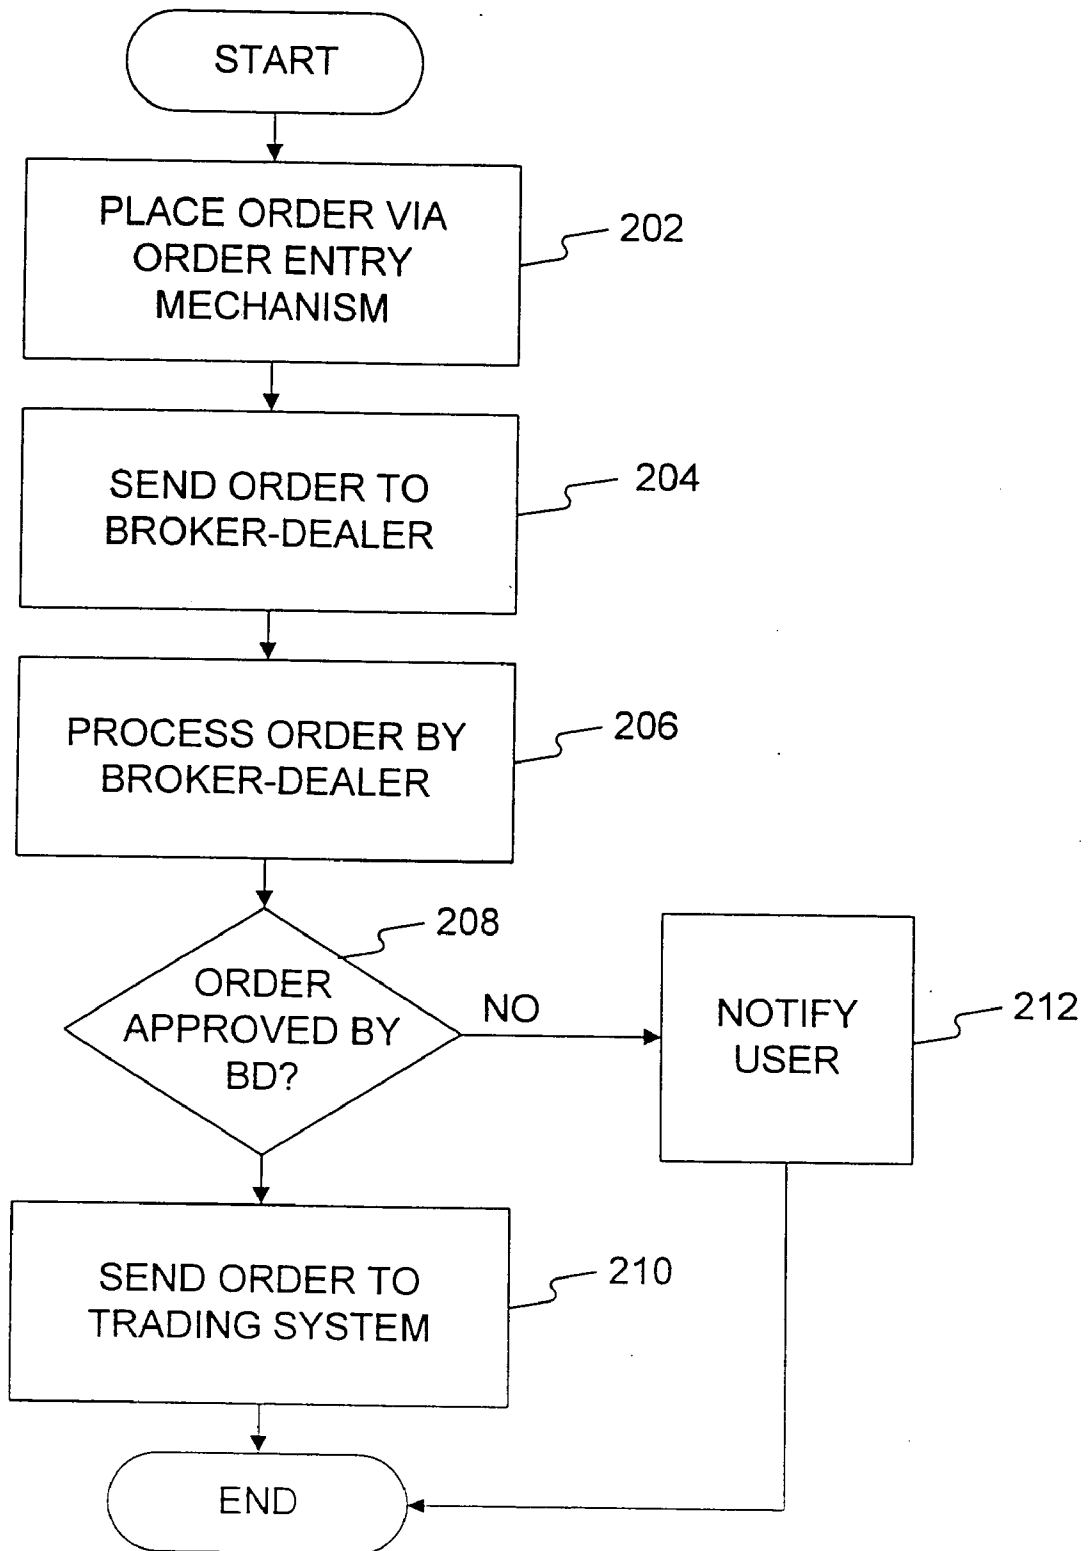 START
PLACE ORDER VIA
ORDER ENTRY
MECHANISM
202
SEND ORDER TO
BROKER-DEALER
204
PROCESS ORDER BY
BROKER-DEALER
206
208
ORDER
APPROVED BY
BD?
NO
NOTIFY
USER
212
SEND ORDER TO
TRADING SYSTEM
210
END